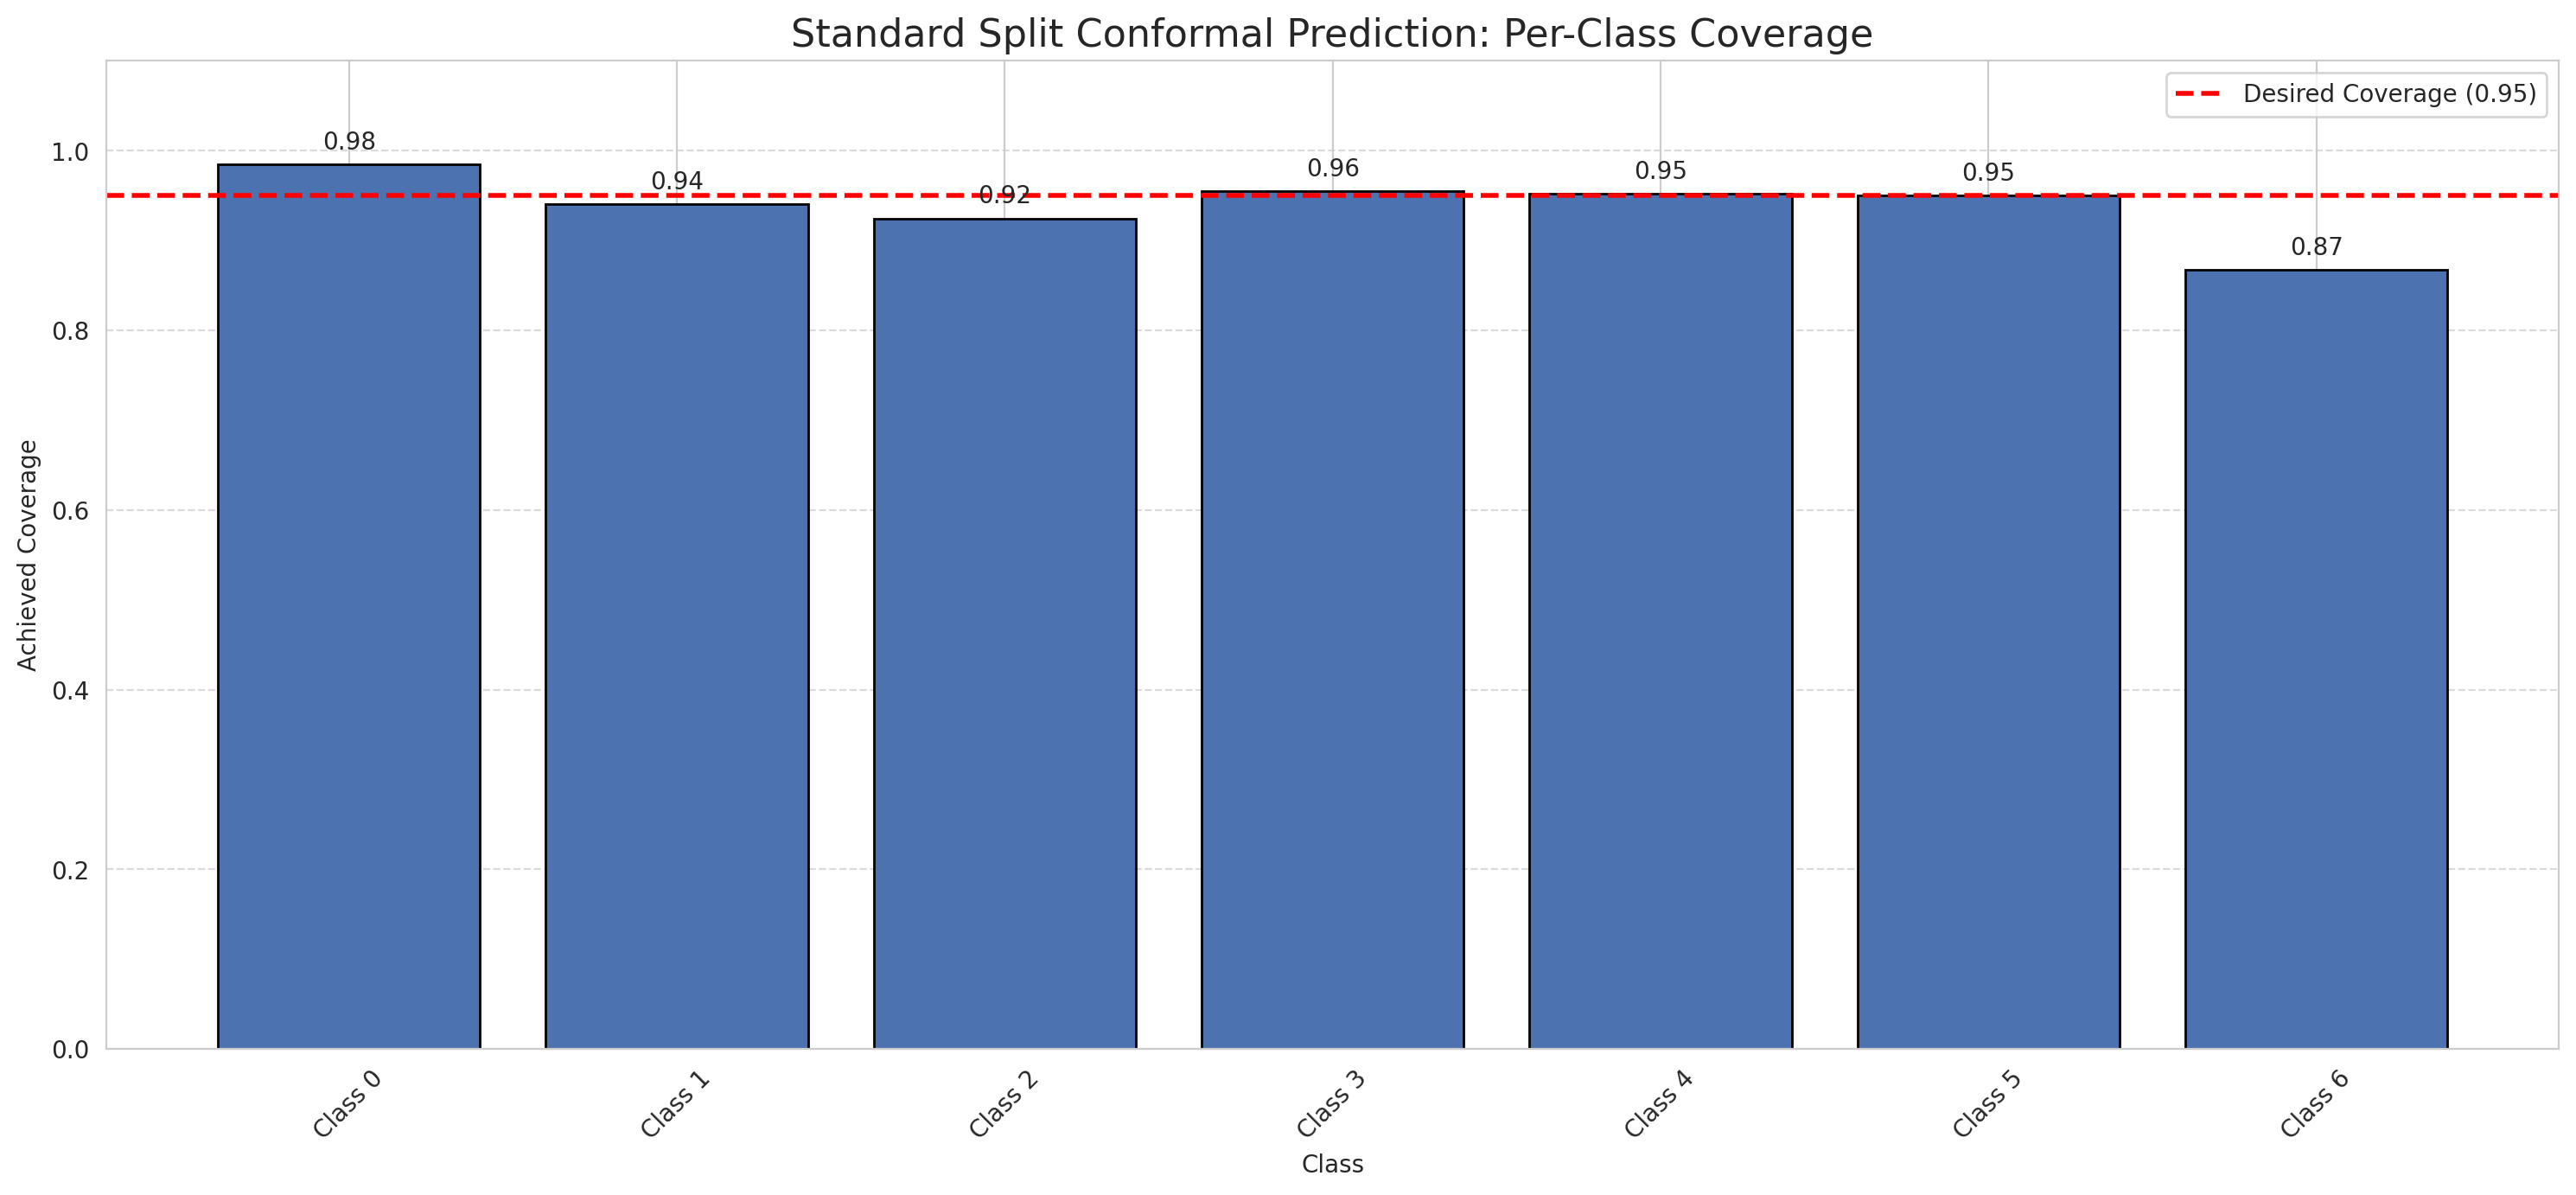 Standard Split Conformal Prediction: Per-Class Coverage
Desired Coverage (0.95)
Achieved Coverage
1.0
0.8
0.6
0.4
0.2
0.0
0.98
0.94
0.92
0.96
0.95
0.95
0.87
Class 0
Class 1
Class 2
Class 3
Class 4
Class 5
Class 6
Class